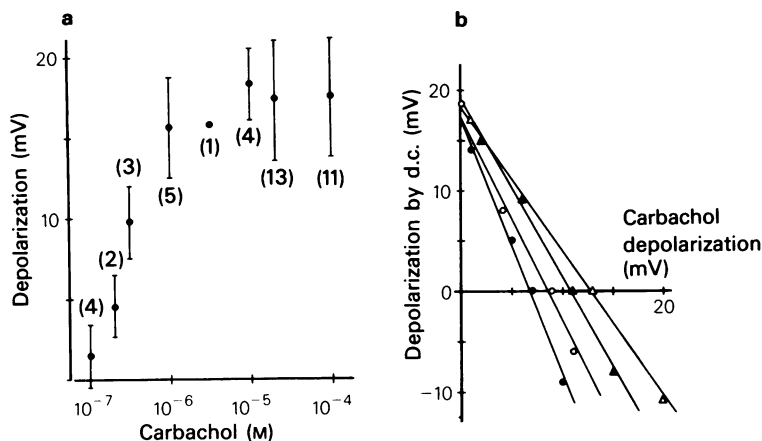 a
20
10
Depolarization (mV)
(4)
(2)
(3)
(5)
(1)
(4)
(13)
(11)
10⁻⁷
10⁻⁶
10⁻⁵
10⁻⁴
Carbachol (M)
b
20
10
0
−10
Depolarization by d.c. (mV)
Carbachol
depolarization
(mV)
20